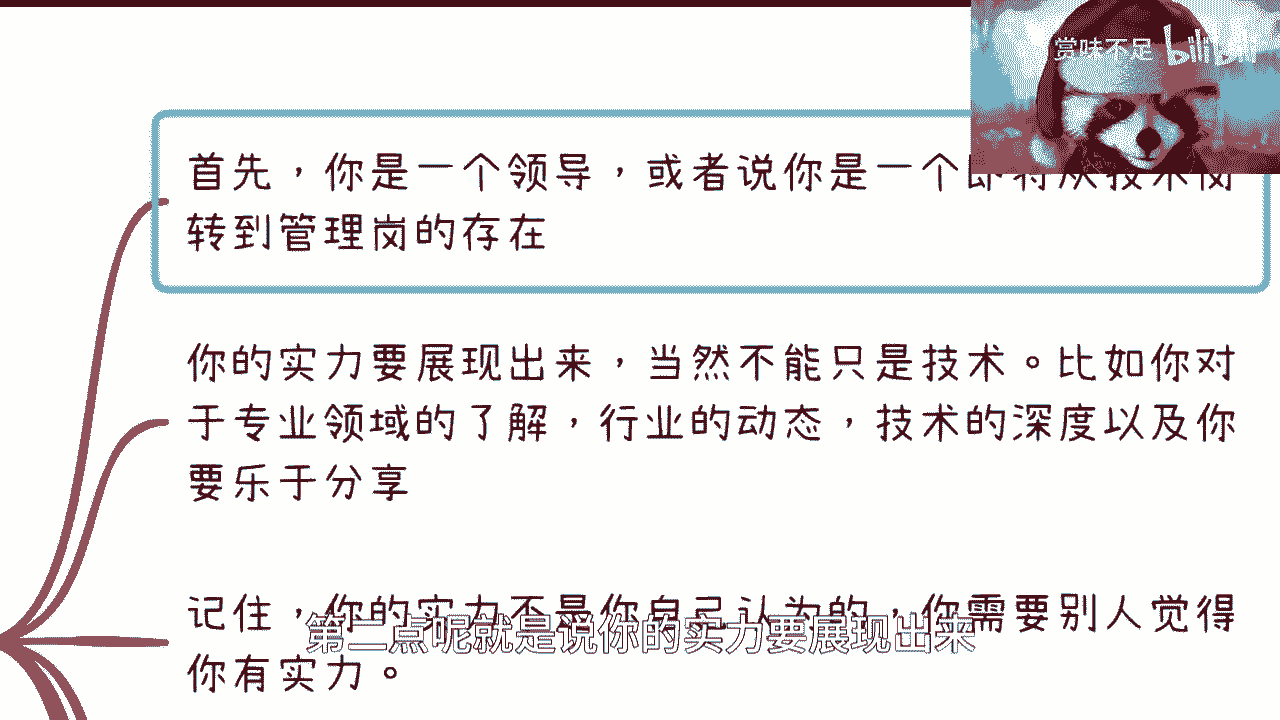 赏味不足 bilibili
首先，你是一个领导，或者说你是一个即将从技术岗
转到管理岗的存在
你的实力要展现出来，当然不能只是技术。比如你对
于专业领域的了解，行业的动态，技术的深度以及你
要乐于分享
记住，你的实力不是你自己认为的，你需要别人觉得
你有实力。
第二点呢就是说你的实力要展现出来